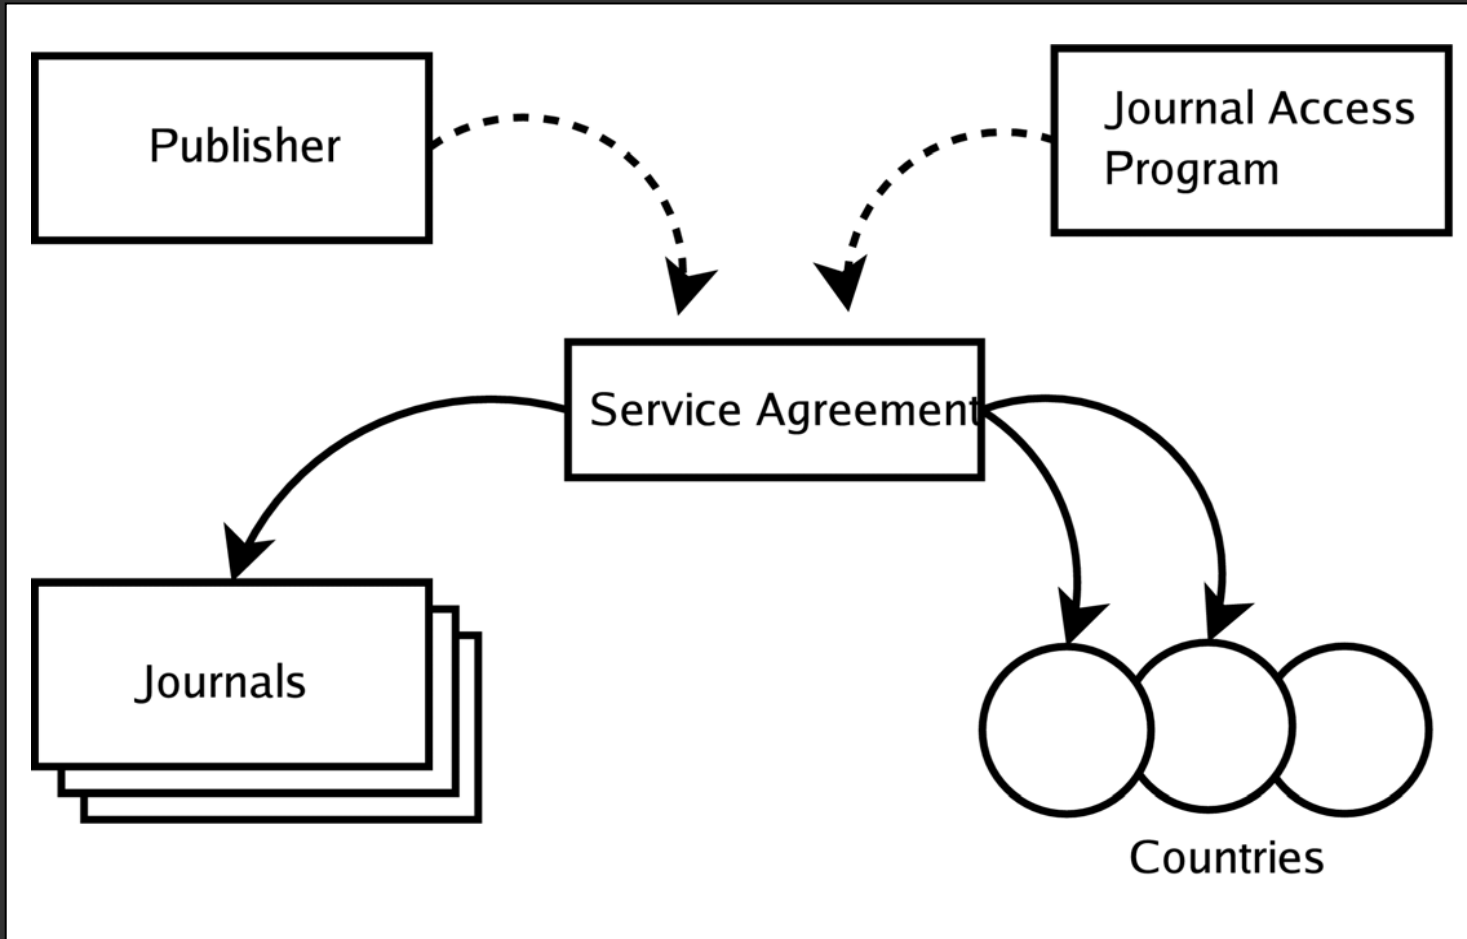 Publisher
Journal Access
Program
Service Agreement
Journals
Countries